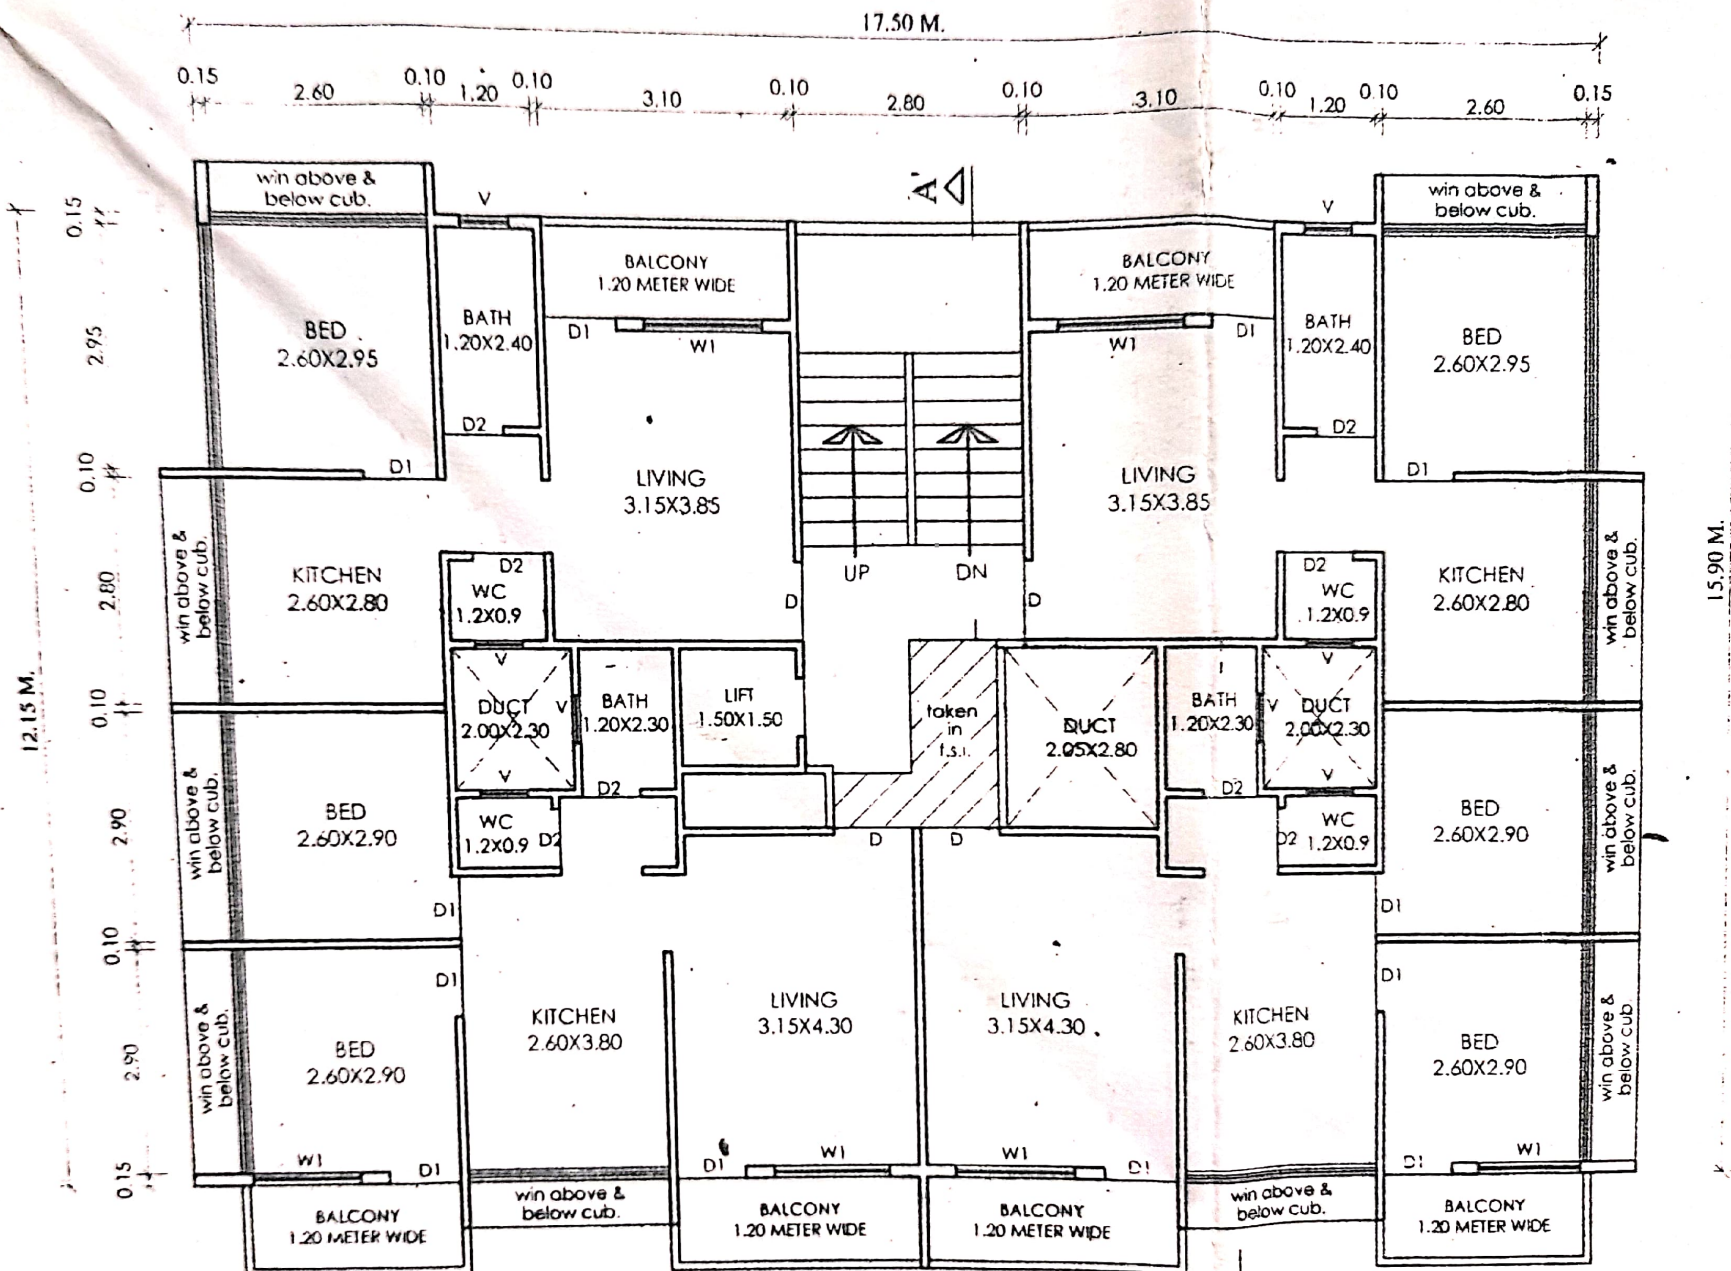 17.50 M.
0.15 2.60 0.10 1.20 0.10 3.10 0.10 2.80 0.10 3.10 0.10 1.20 0.10 2.60 0.15
win above &
below cub.
V
A'
V
win above &
below cub.
0.15
BALCONY
1.20 METER WIDE
BALCONY
1.20 METER WIDE
BED
2.60X2.95
BATH
1.20X2.40
D1
W1
W1
D1
BATH
1.20X2.40
BED
2.60X2.95
2.95
D2
D2
0.10
D1
LIVING
3.15X3.85
LIVING
3.15X3.85
D1
win above &
below cub.
KITCHEN
2.60X2.80
D2
WC
1.2X0.9
UP
DN
D
D
D2
WC
1.2X0.9
KITCHEN
2.60X2.80
win above &
below cub.
2.80
15.90 M.
12.15 M.
0.10
V
DUCT
2.00X2.30
V
V
BATH
1.20X2.30
D2
LIFT
1.50X1.50
taken
in
f.s.i.
DUCT
2.05X2.80
BATH
1.20X2.30
D2
V
V
DUCT
2.00X2.30
V
win above &
below cub.
BED
2.60X2.90
WC
1.2X0.9
D2
D
D
D2
WC
1.2X0.9
BED
2.60X2.90
win above &
below cub.
2.90
D1
D1
0.10
D1
D1
win above &
below cub.
BED
2.60X2.90
KITCHEN
2.60X3.80
LIVING
3.15X4.30
LIVING
3.15X4.30
KITCHEN
2.60X3.80
BED
2.60X2.90
win above &
below cub.
2.90
0.15
W1
D1
D1
W1
W1
D1
D1
W1
BALCONY
1.20 METER WIDE
win above &
below cub.
BALCONY
1.20 METER WIDE
BALCONY
1.20 METER WIDE
win above &
below cub.
BALCONY
1.20 METER WIDE